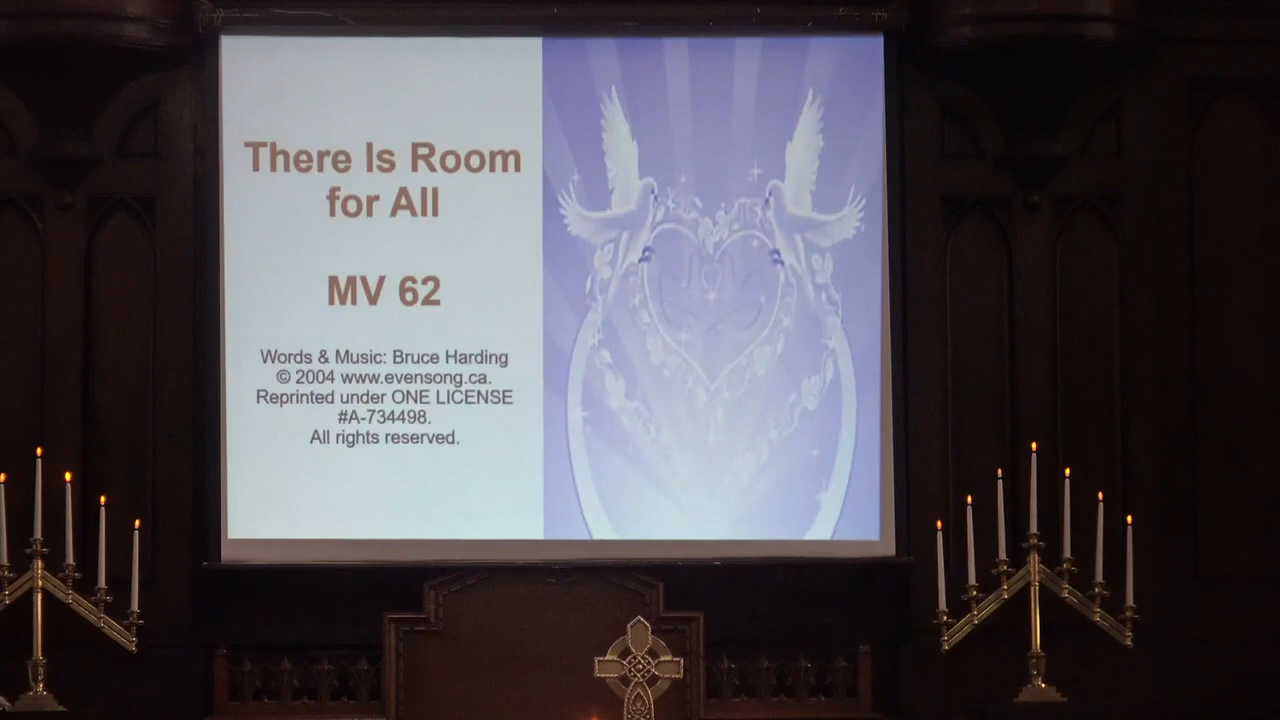 There Is Room
for All
MV 62
Words & Music: Bruce Harding
© 2004 www.evensong.ca.
Reprinted under ONE LICENSE
#A-734498.
All rights reserved.